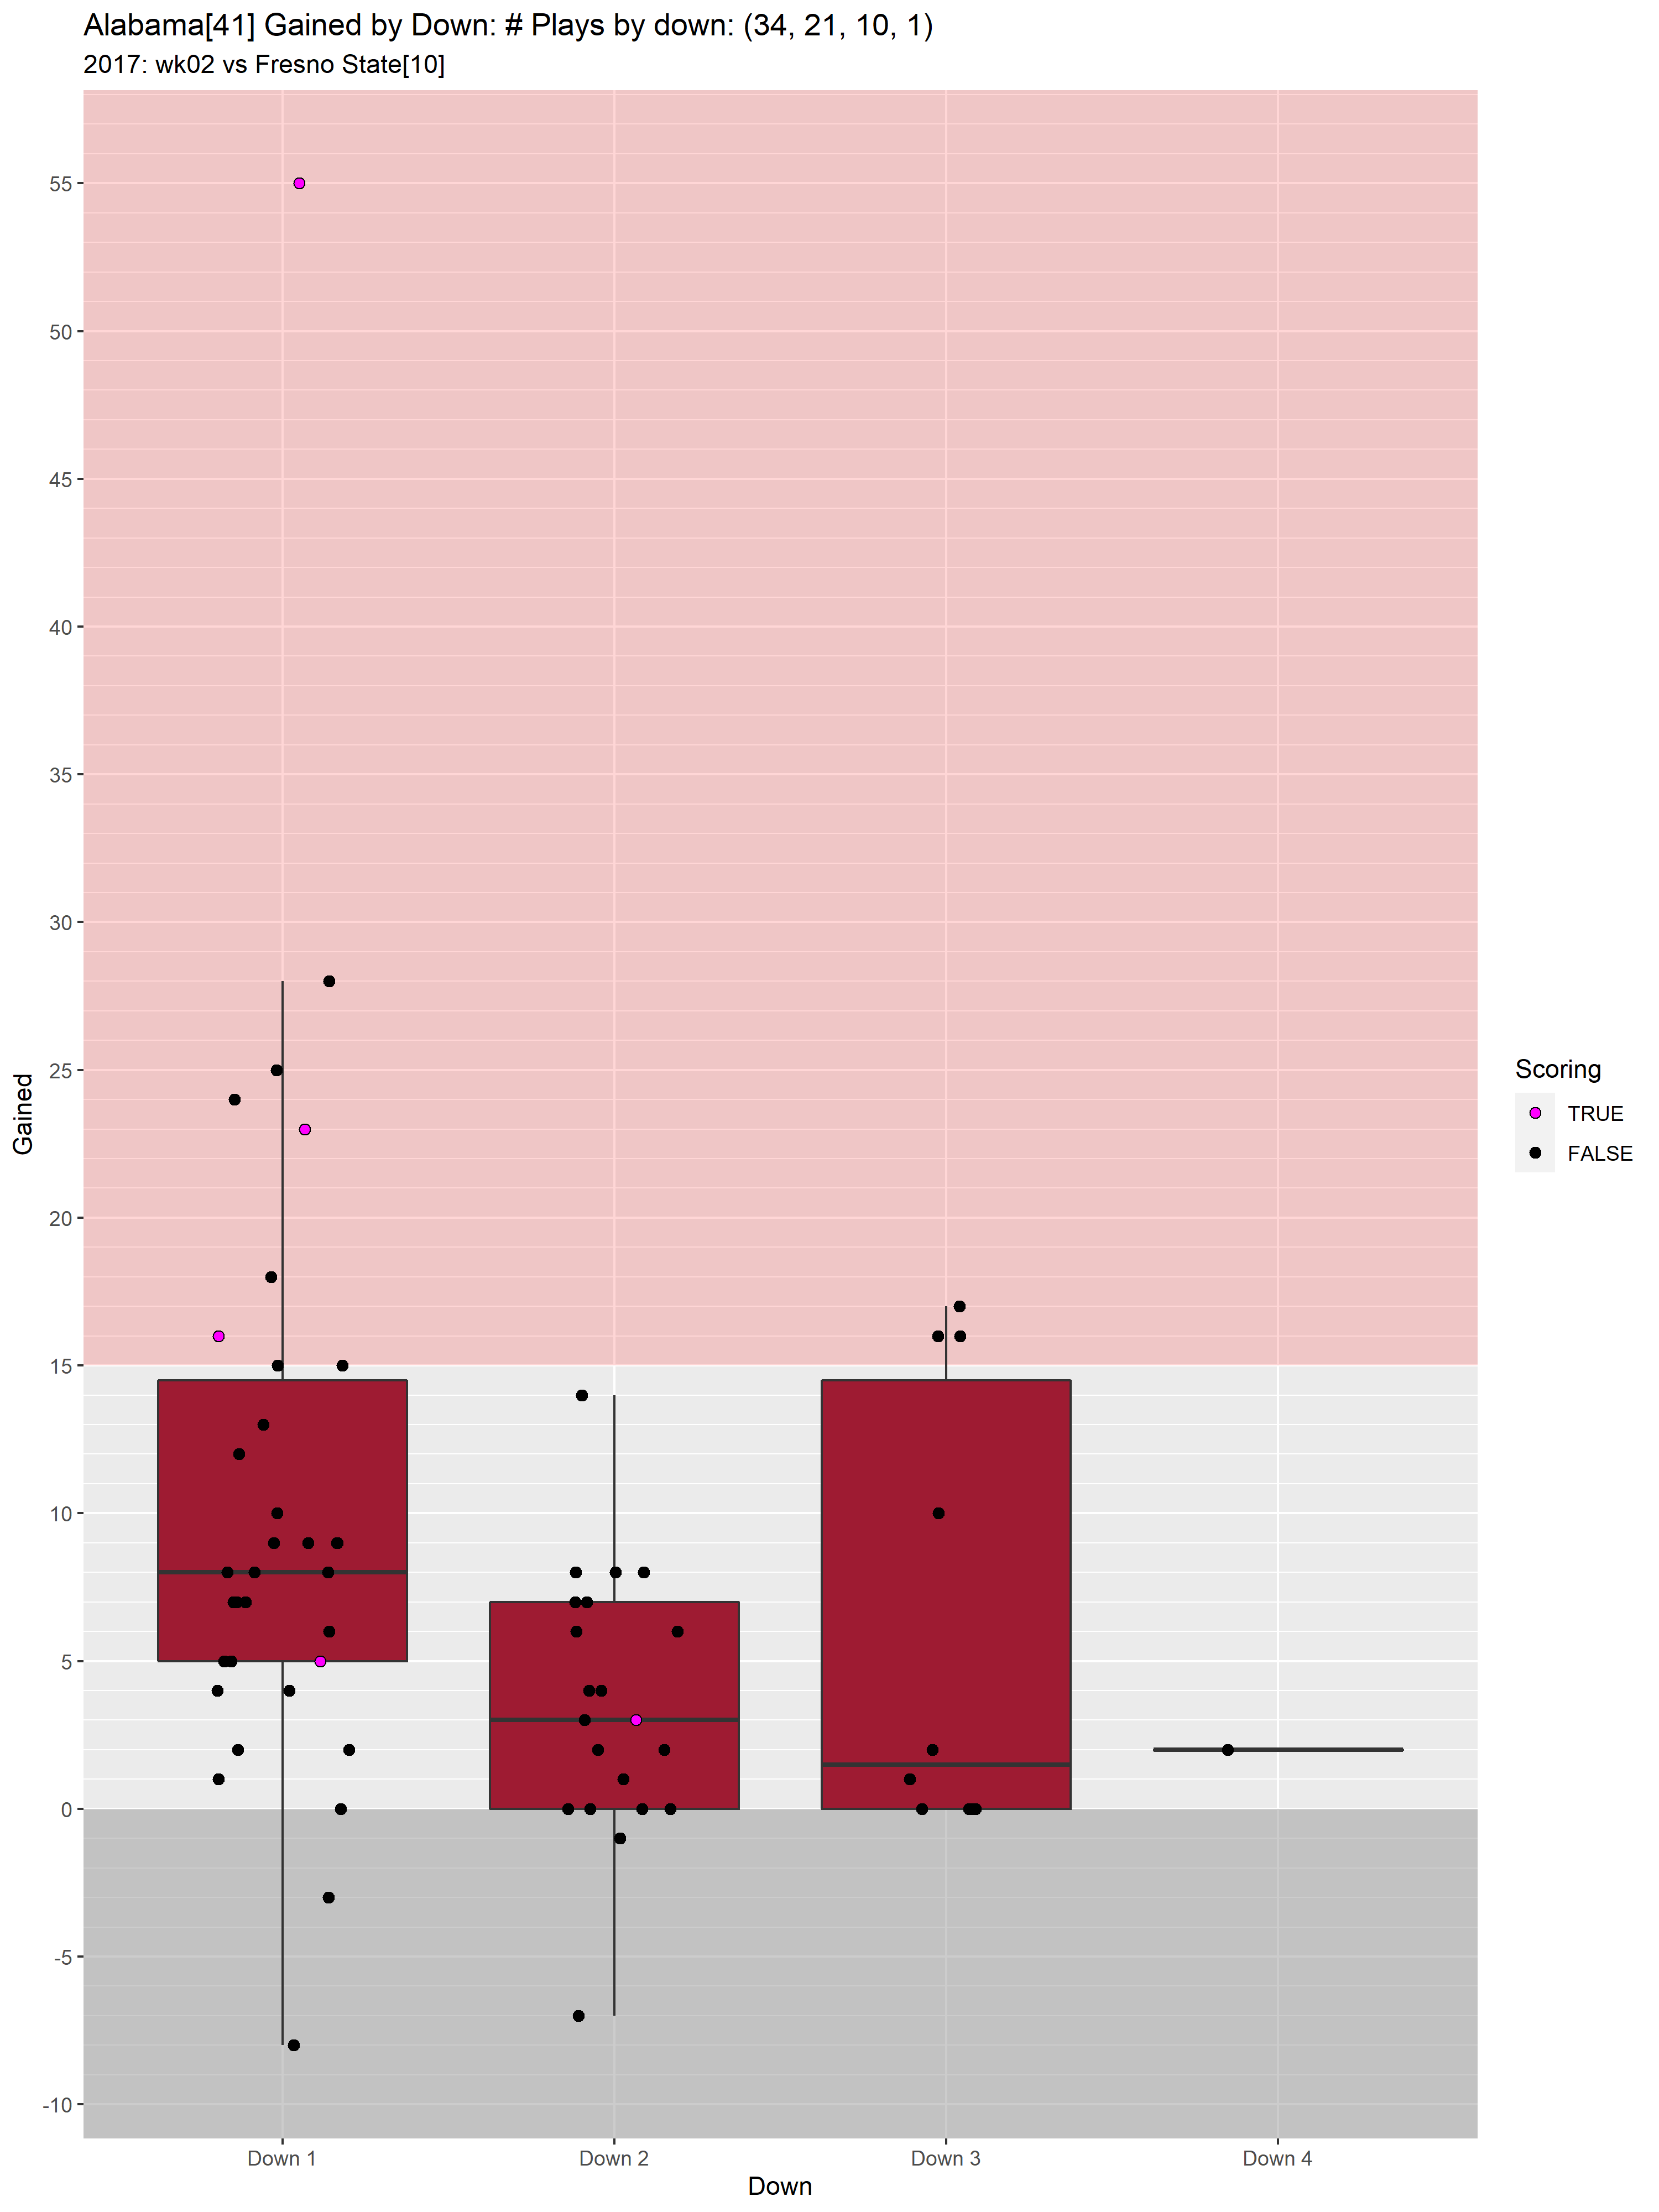 Alabama[41] Gained by Down: # Plays by down: (34, 21, 10, 1)
2017: wk02 vs Fresno State[10]
55
50
45
40
35
30
25
20
15
10
5
0
-5
-10
Gained
Down 1
Down 2
Down 3
Down 4
Down
Scoring
TRUE
FALSE